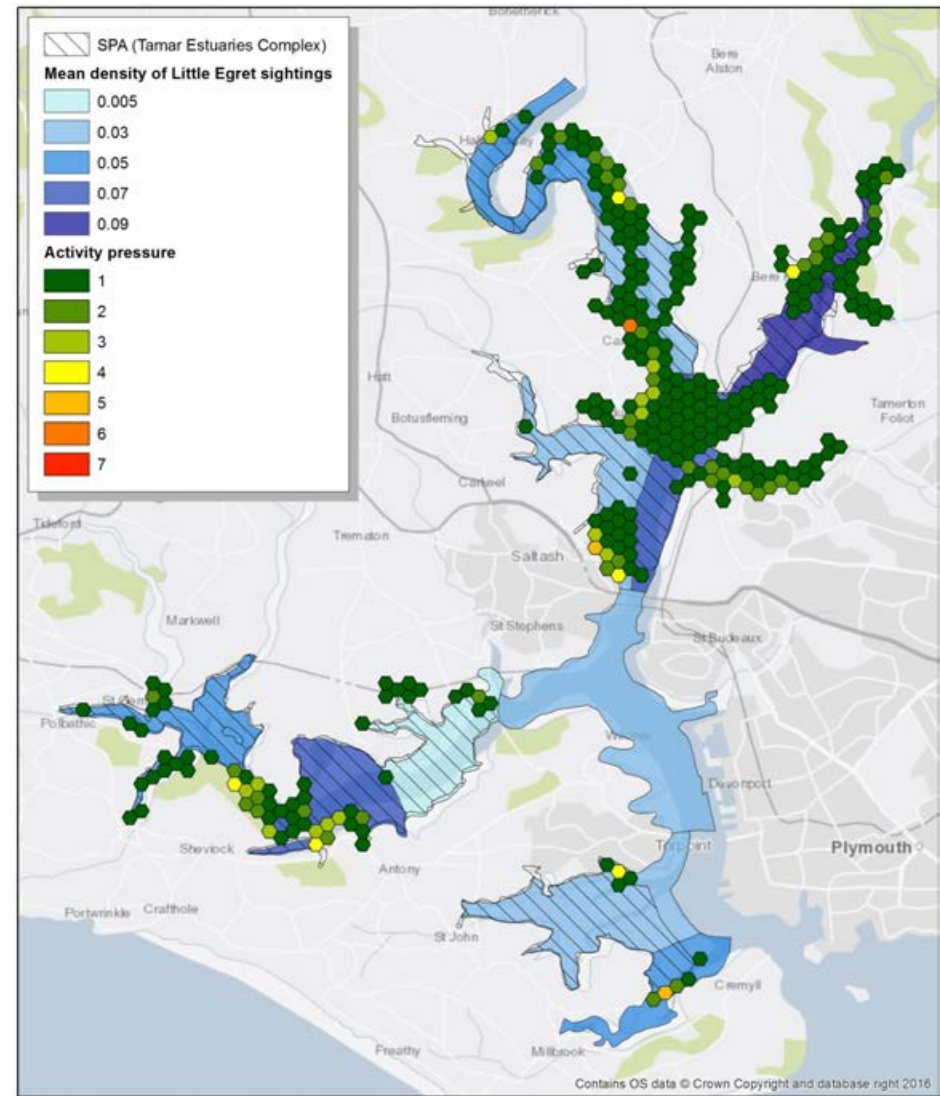 Bohetherick
SPA (Tamar Estuaries Complex)
Mean density of Little Egret sightings
0.005
0.03
0.05
0.07
0.09
Activity pressure
1
2
3
4
5
6
7
Bere
Alston
Bere
Hatt
Botusfleming
Tamerton
Foliot
Carkeel
Tideford
Trematon
Saltash
Markwell
St Stephens
St Budeaux
Polbathic
Devonport
Sheviock
Antony
Torpoint
Plymouth
Portwrinkle
Crafthole
St John
Cremyll
Freathy
Millbrook
Contains OS data © Crown Copyright and database right 2016